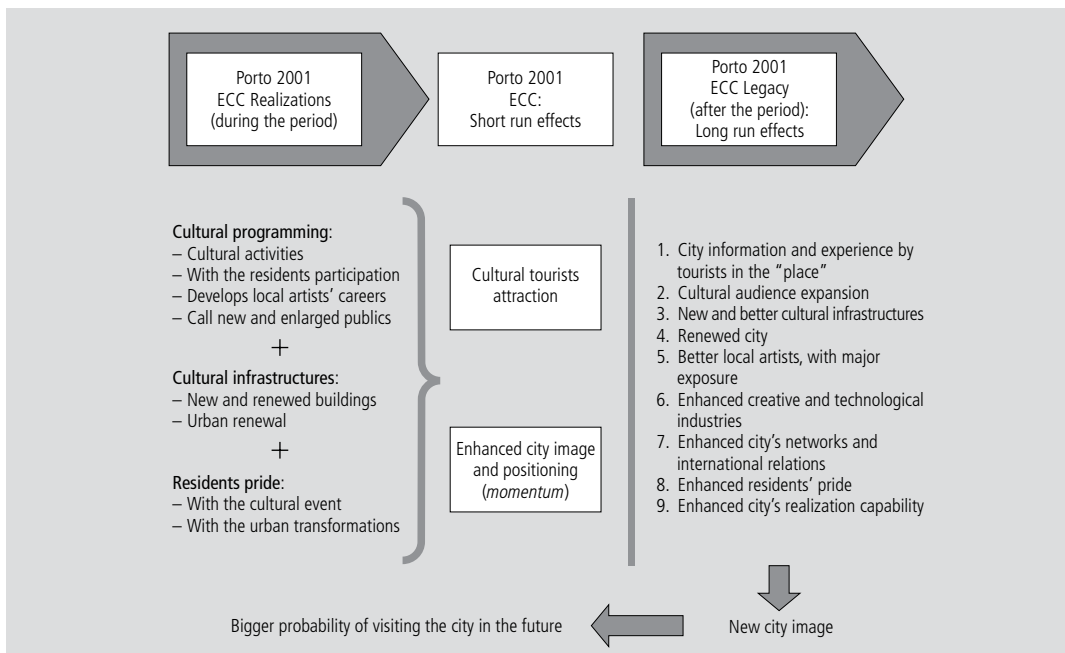 Porto 2001
ECC Realizations
(during the period)
Porto 2001
ECC:
Short run effects
Porto 2001
ECC Legacy
(after the period):
Long run effects
Cultural programming:
– Cultural activities
– With the residents participation
– Develops local artists’ careers
– Call new and enlarged publics
+
Cultural infrastructures:
– New and renewed buildings
– Urban renewal
+
Residents pride:
– With the cultural event
– With the urban transformations
Cultural tourists
attraction
Enhanced city image
and positioning
(momentum)
1. City information and experience by
tourists in the “place”
2. Cultural audience expansion
3. New and better cultural infrastructures
4. Renewed city
5. Better local artists, with major
exposure
6. Enhanced creative and technological
industries
7. Enhanced city’s networks and
international relations
8. Enhanced residents’ pride
9. Enhanced city’s realization capability
New city image
Bigger probability of visiting the city in the future